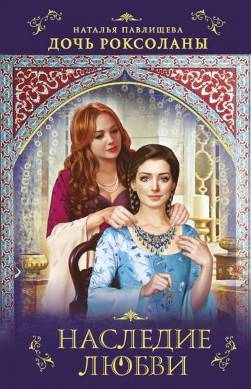 НАТАЛЬЯ ПАВЛИЩЕВА
ДОЧЬ РОКСОЛАНЫ
НАСЛЕДИЕ
ЛЮБВИ